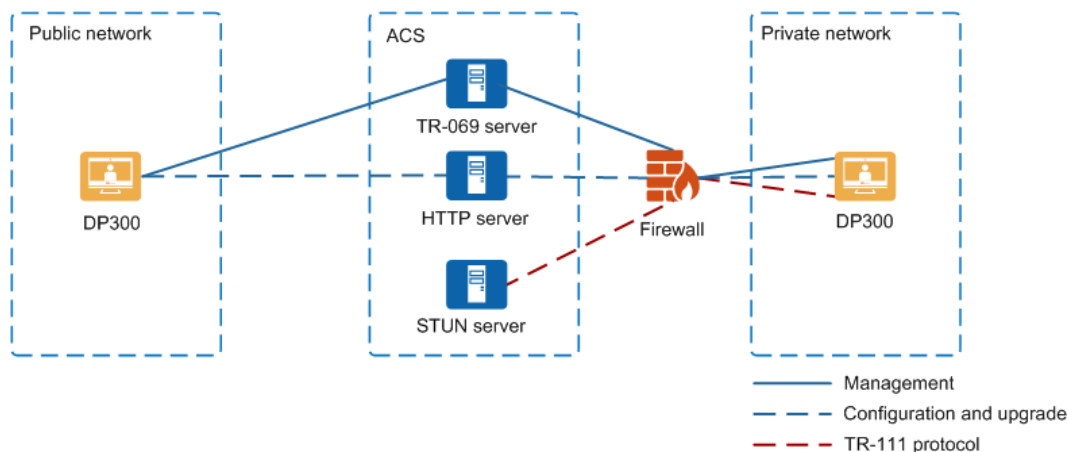 Public network
ACS
Private network
TR-069 server
DP300
HTTP server
Firewall
DP300
STUN server
Management
Configuration and upgrade
TR-111 protocol